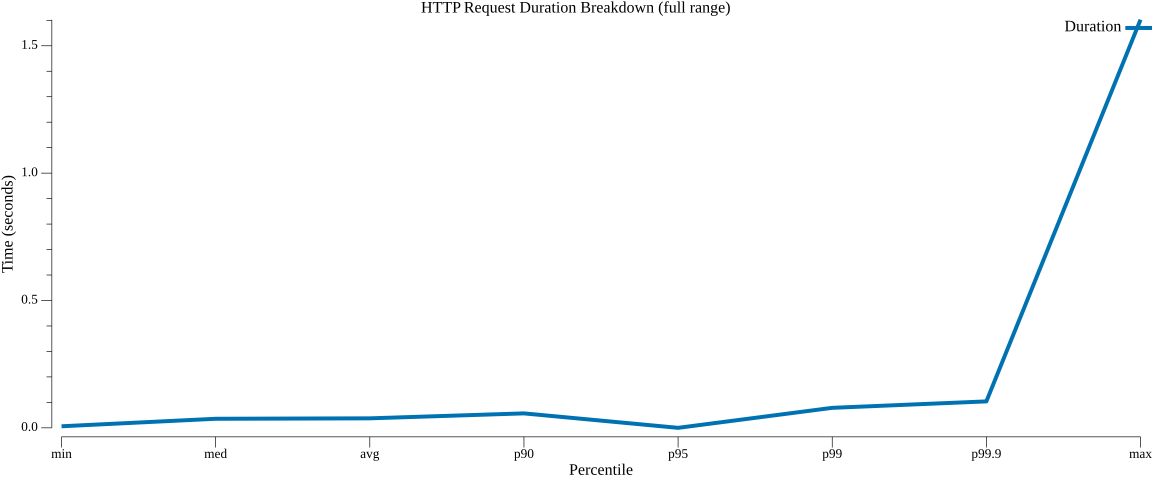 HTTP Request Duration Breakdown (full range)
Duration
1.5
1.0
0.5
0.0
Time (seconds)
min med avg p90 p95 p99 p99.9 max
Percentile